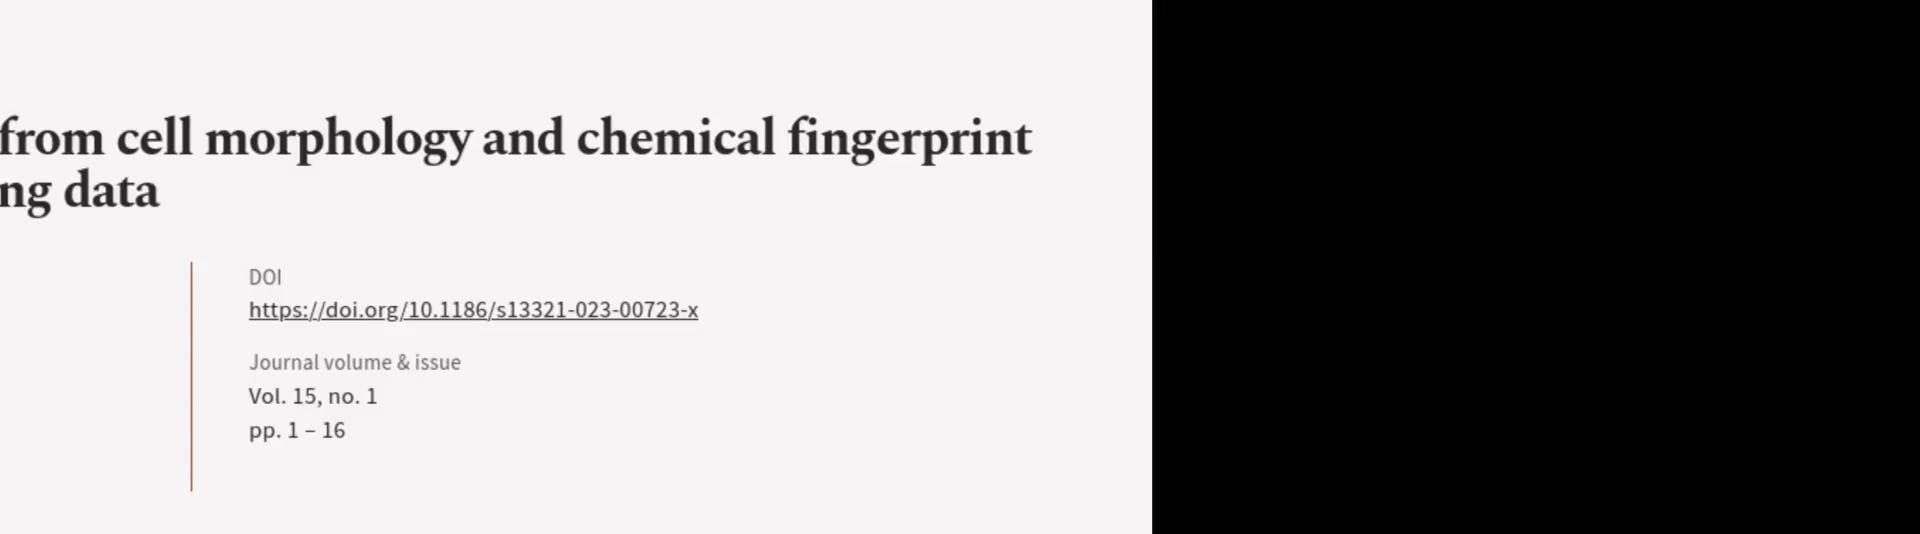 from cell morphology and chemical fingerprint
ng data
DOI
https://doi.org/10.1186/s13321-023-00723-x
Journal volume & issue
Vol. 15, no. 1
pp. 1 – 16